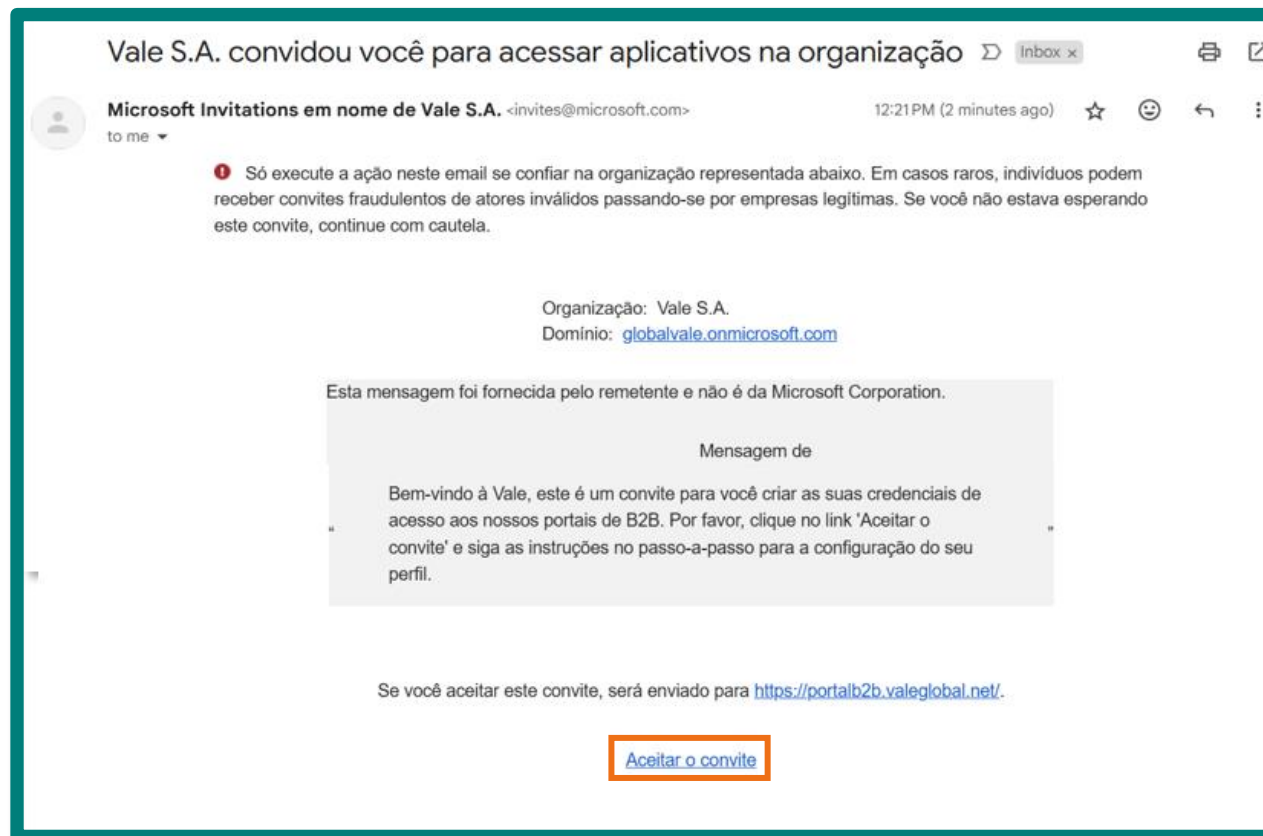 Vale S.A. convidou você para acessar aplicativos na organização Inbox x
Microsoft Invitations em nome de Vale S.A. <invites@microsoft.com> 12:21 PM (2 minutes ago)
to me
Só execute a ação neste email se confiar na organização representada abaixo. Em casos raros, indivíduos podem
receber convites fraudulentos de atores inválidos passando-se por empresas legítimas. Se você não estava esperando
este convite, continue com cautela.
Organização: Vale S.A.
Domínio: globalvale.onmicrosoft.com
Esta mensagem foi fornecida pelo remetente e não é da Microsoft Corporation.
Mensagem de
Bem-vindo à Vale, este é um convite para você criar as suas credenciais de
acesso aos nossos portais de B2B. Por favor, clique no link 'Aceitar o
“ convite' e siga as instruções no passo-a-passo para a configuração do seu ”
perfil.
Se você aceitar este convite, será enviado para https://portalb2b.valeglobal.net/.
Aceitar o convite